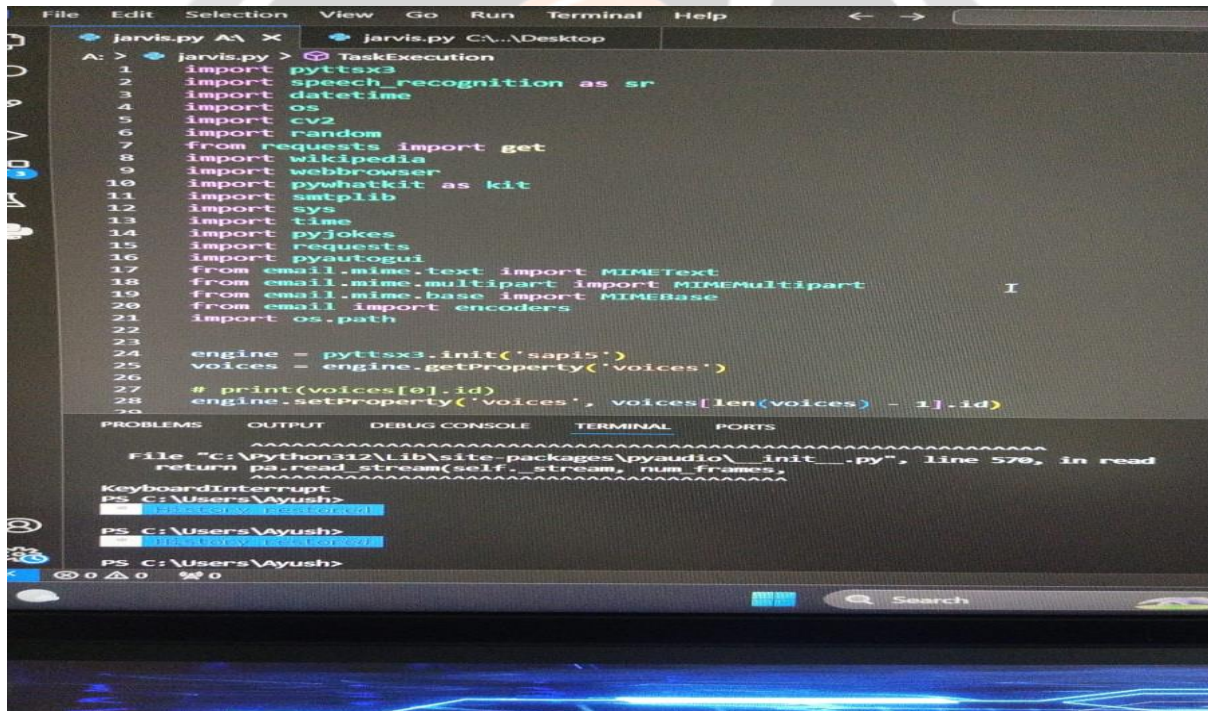 File Edit Selection View Go Run Terminal Help
jarvis.py A:\ × jarvis.py C:\...\Desktop
A: > jarvis.py > TaskExecution
1 import pyttsx3
2 import speech_recognition as sr
3 import datetime
4 import os
5 import cv2
6 import random
7 from requests import get
8 import wikipedia
9 import webbrowser
10 import pywhatkit as kit
11 import smtplib
12 import sys
13 import time
14 import pyjokes
15 import requests
16 import pyautogui
17 from email.mime.text import MIMEText
18 from email.mime.multipart import MIMEMultipart
19 from email.mime.base import MIMEBase
20 from email import encoders
21 import os.path
22
23
24 engine = pyttsx3.init('sapi5')
25 voices = engine.getProperty('voices')
26
27 # print(voices[0].id)
28 engine.setProperty('voices', voices[len(voices) - 1].id)
29
PROBLEMS OUTPUT DEBUG CONSOLE TERMINAL PORTS
File "C:\Python312\Lib\site-packages\pyaudio\__init__.py", line 570, in read
return pa.read_stream(self._stream, num_frames,
KeyboardInterrupt
PS C:\Users\Ayush>
* History restored
PS C:\Users\Ayush>
* History restored
PS C:\Users\Ayush>
0 0 0
Search
3